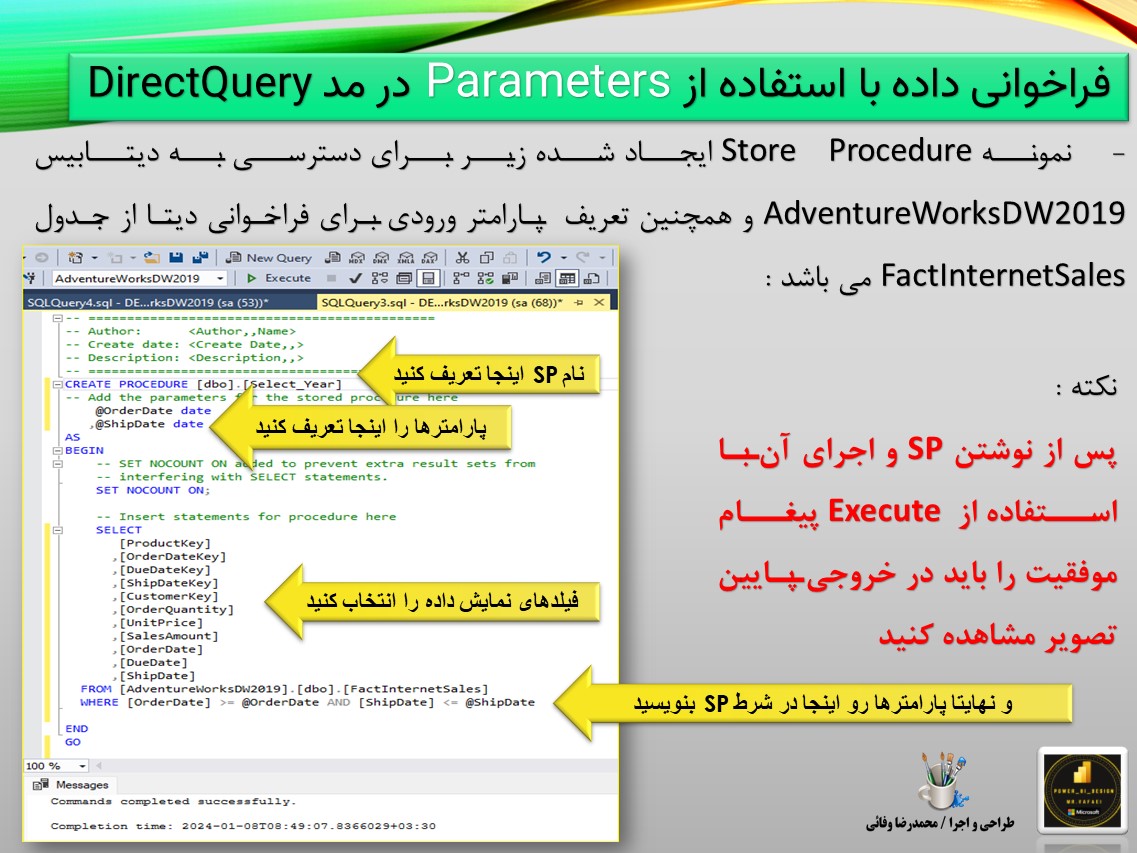 فراخوانی داده با استفاده از Parameters در مد DirectQuery
- نمونه Store Procedure ایجاد شده زیر برای دسترسی به دیتابیس
AdventureWorksDW2019 و همچنین تعریف پارامتر ورودی برای فراخوانی دیتا از جدول
FactInternetSales می باشد :
نکته :
پس از نوشتن SP و اجرای آن با
استفاده از Execute پیغام
موفقیت را باید در خروجی پایین
تصویر مشاهده کنید
New Query
AdventureWorksDW2019
Execute
SQLQuery4.sql - DE...rksDW2019 (sa (53))*
SQLQuery3.sql - DE...rksDW2019 (sa (68))*
-- =============================================
-- Author: <Author,,Name>
-- Create date: <Create Date,,>
-- Description: <Description,,>
-- =====================================
CREATE PROCEDURE [dbo].[Select_Year]
نام SP اینجا تعریف کنید
-- Add the parameters for the stored procedure here
@OrderDate date
,@ShipDate date
پارامترها را اینجا تعریف کنید
AS
BEGIN
-- SET NOCOUNT ON added to prevent extra result sets from
-- interfering with SELECT statements.
SET NOCOUNT ON;
-- Insert statements for procedure here
SELECT
[ProductKey]
,[OrderDateKey]
,[DueDateKey]
,[ShipDateKey]
,[CustomerKey]
,[OrderQuantity]
,[UnitPrice]
,[SalesAmount]
,[OrderDate]
,[DueDate]
,[ShipDate]
فیلدهای نمایش داده را انتخاب کنید
FROM [AdventureWorksDW2019].[dbo].[FactInternetSales]
WHERE [OrderDate] >= @OrderDate AND [ShipDate] <= @ShipDate
و نهایتا پارامترها رو اینجا در شرط SP بنویسید
END
GO
100 %
Messages
Commands completed successfully.
Completion time: 2024-01-08T08:49:07.8366029+03:30
طراحی و اجرا / محمدرضا وفائی
POWER_BI_DESIGN
MR.VAFAEI
Microsoft